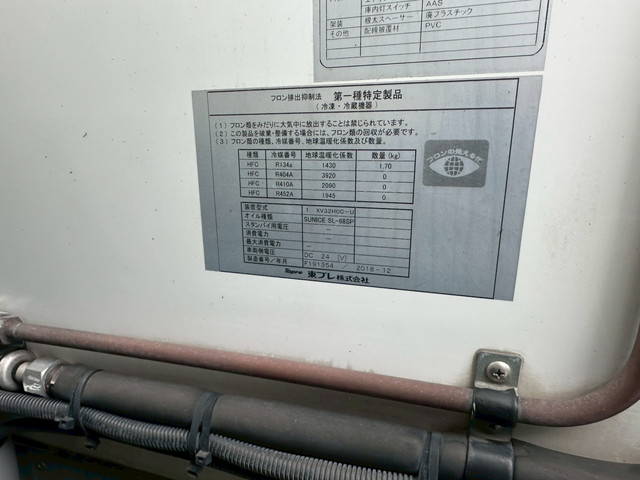 庫内灯スイッチ AAS
架装 根太スペーサー 廃プラスチック
その他 配線被覆材 PVC
フロン排出抑制法 第一種特定製品
(冷凍・冷蔵機器)
(1) フロン類をみだりに大気中に放出することは禁じられています。
(2) この製品を破棄・整備する場合には、フロン類の回収が必要です。
(3) フロン類の種類、冷媒番号、地球温暖化係数及び数量。
種類 冷媒番号 地球温暖化係数 数量(kg)
HFC R134a 1430 1.70
HFC R404A 3920 0
HFC R410A 2090 0
HFC R452A 1945 0
フロンの見える化
装置型式 XV32HDC-U
オイル種類 SUNICE SL-68SP
スタンバイ用電圧 —
消費電力 —
最大消費電力 —
車両側電圧 DC 24 (V)
製造番号/年月 F191354 / 2018-12
Topre 東プレ株式会社